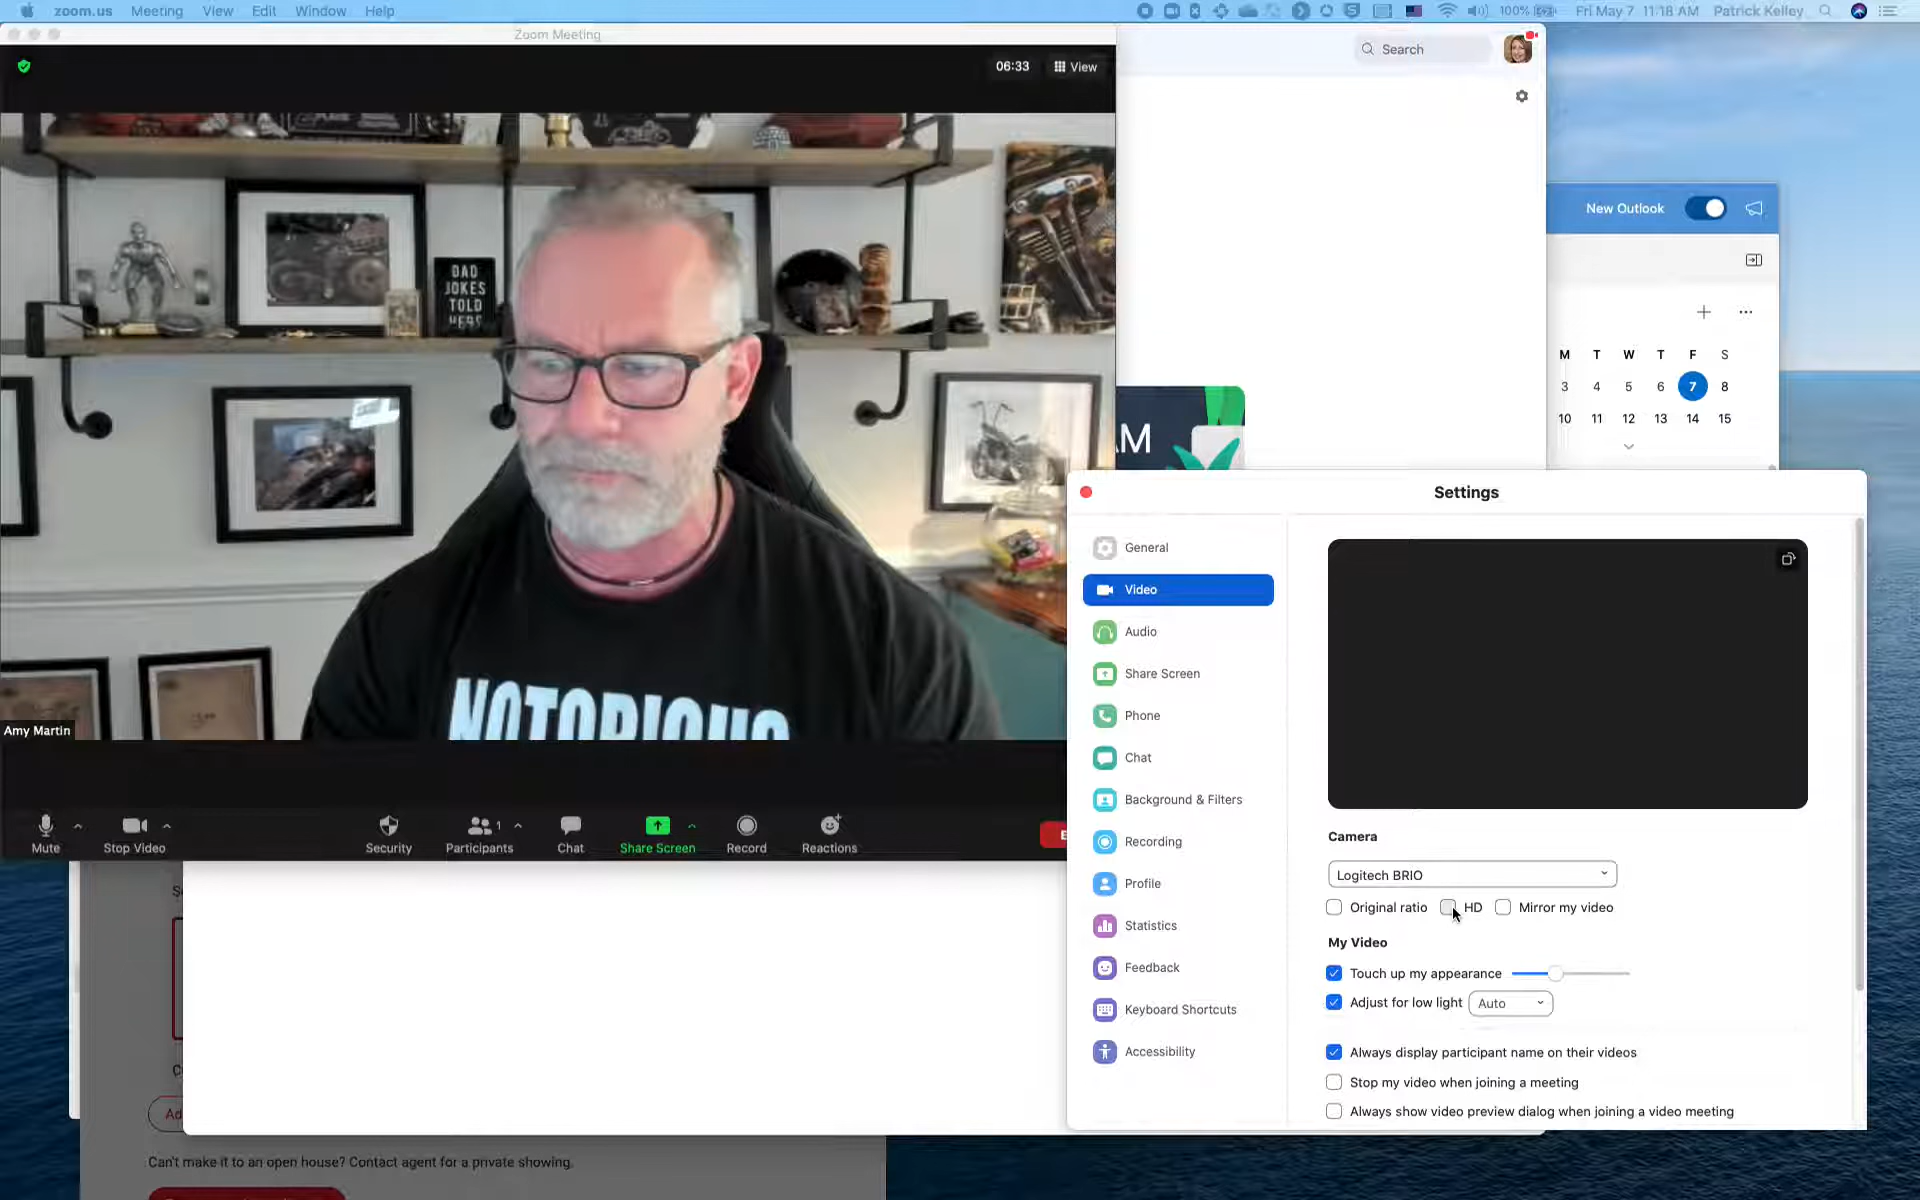 zoom.us Meeting View Edit Window Help
100% Fri May 7 11:18 AM Patrick Kelley
Zoom Meeting
06:33 View
Search
New Outlook
DAD
JOKES
TOLD
HERE
M T W T F S
3 4 5 6 7 8
10 11 12 13 14 15
AM
NOTORIOUS
Amy Martin
Mute Stop Video Security Participants 1 Chat Share Screen Record Reactions
Settings
General
Video
Audio
Share Screen
Phone
Chat
Background & Filters
Recording
Profile
Statistics
Feedback
Keyboard Shortcuts
Accessibility
Camera
Logitech BRIO
Original ratio HD Mirror my video
My Video
Touch up my appearance
Adjust for low light Auto
Always display participant name on their videos
Stop my video when joining a meeting
Always show video preview dialog when joining a video meeting
Ad
Can't make it to an open house? Contact agent for a private showing.